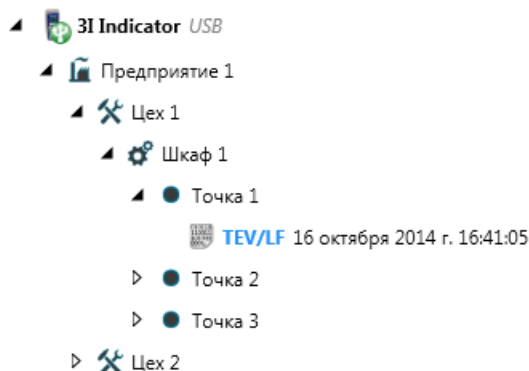 3I Indicator USB
Предприятие 1
Цех 1
Шкаф 1
Точка 1
TEV/LF 16 октября 2014 г. 16:41:05
Точка 2
Точка 3
Цех 2